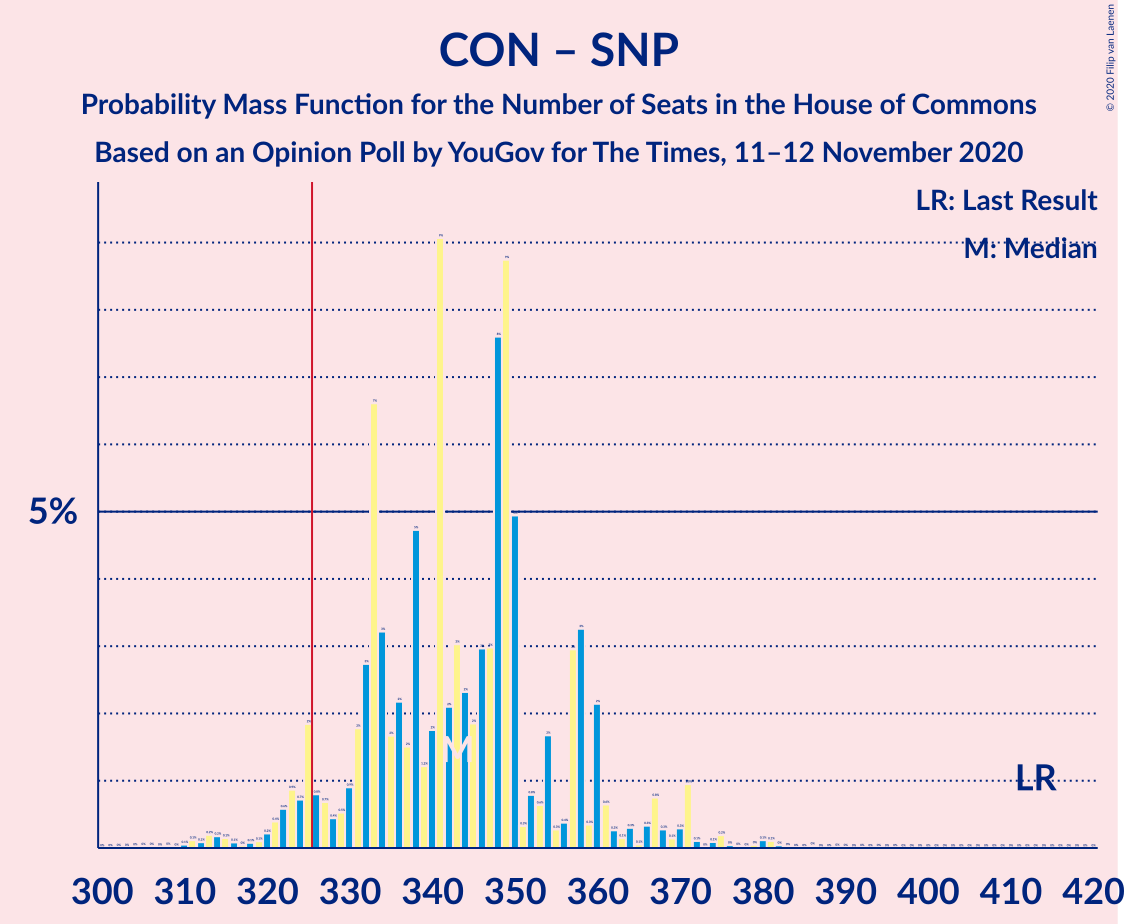 CON – SNP
Probability Mass Function for the Number of Seats in the House of Commons
Based on an Opinion Poll by YouGov for The Times, 11–12 November 2020
© 2020 Filip van Laenen
LR: Last Result
M: Median
5%
M
LR
300 310 320 330 340 350 360 370 380 390 400 410 420